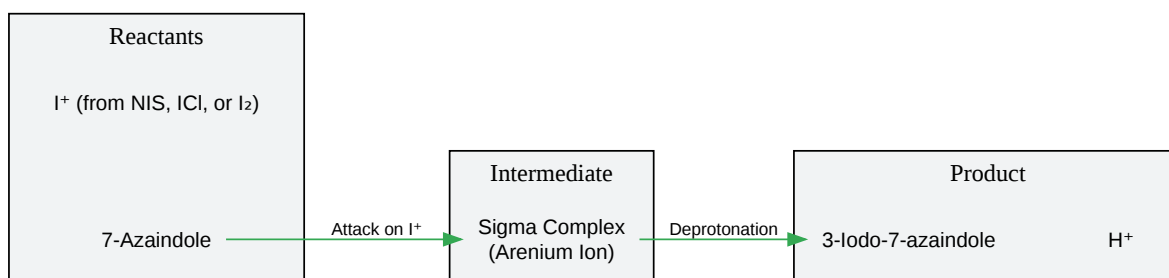 Reactants
I⁺ (from NIS, ICl, or I₂)
7-Azaindole
Attack on I⁺
Intermediate
Sigma Complex
(Arenium Ion)
Deprotonation
Product
3-Iodo-7-azaindole
H⁺